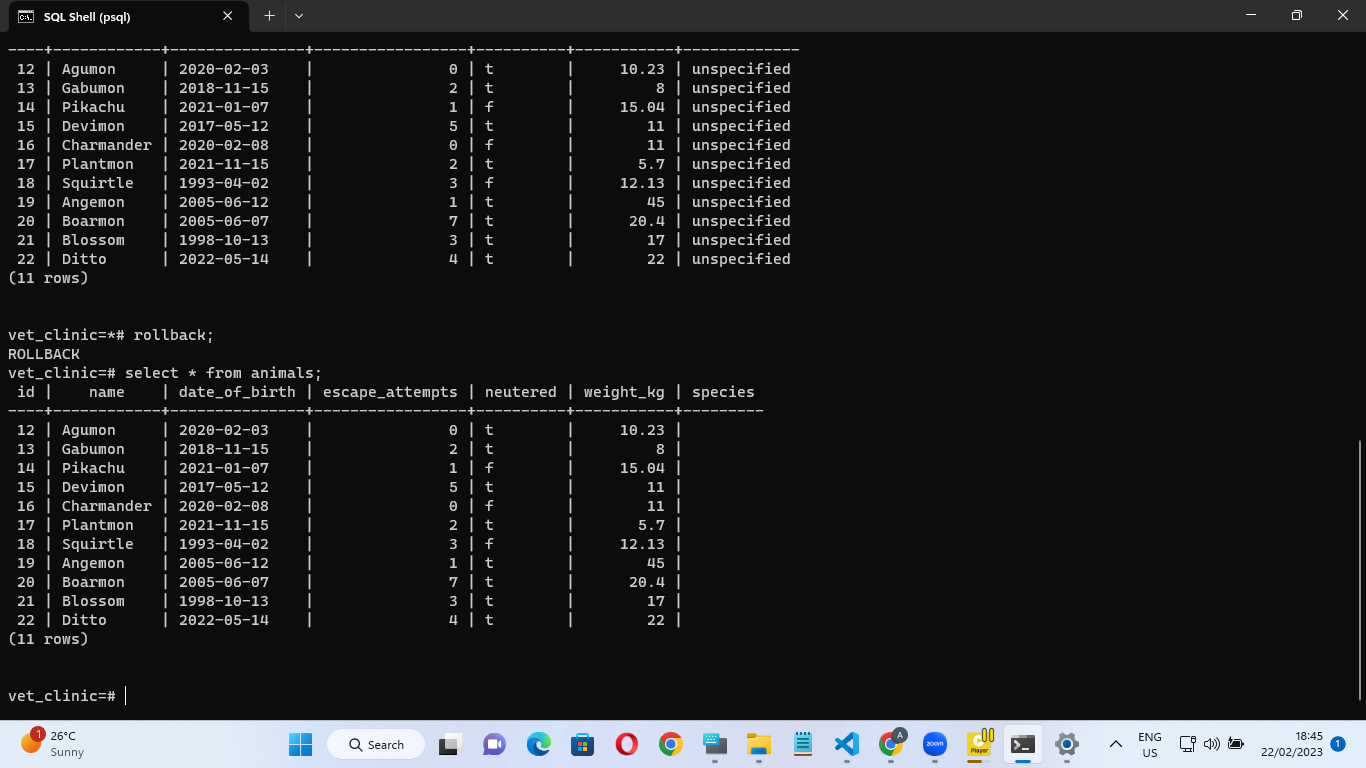 SQL Shell (psql)
----+------------+---------------+-----------------+----------+-----------+-------------
 12 | Agumon     | 2020-02-03    |               0 | t        |     10.23 | unspecified
 13 | Gabumon    | 2018-11-15    |               2 | t        |         8 | unspecified
 14 | Pikachu    | 2021-01-07    |               1 | f        |     15.04 | unspecified
 15 | Devimon    | 2017-05-12    |               5 | t        |        11 | unspecified
 16 | Charmander | 2020-02-08    |               0 | f        |        11 | unspecified
 17 | Plantmon   | 2021-11-15    |               2 | t        |       5.7 | unspecified
 18 | Squirtle   | 1993-04-02    |               3 | f        |     12.13 | unspecified
 19 | Angemon    | 2005-06-12    |               1 | t        |        45 | unspecified
 20 | Boarmon    | 2005-06-07    |               7 | t        |      20.4 | unspecified
 21 | Blossom    | 1998-10-13    |               3 | t        |        17 | unspecified
 22 | Ditto      | 2022-05-14    |               4 | t        |        22 | unspecified
(11 rows)
vet_clinic=*# rollback;
ROLLBACK
vet_clinic=# select * from animals;
 id |    name    | date_of_birth | escape_attempts | neutered | weight_kg | species
----+------------+---------------+-----------------+----------+-----------+---------
 12 | Agumon     | 2020-02-03    |               0 | t        |     10.23 |
 13 | Gabumon    | 2018-11-15    |               2 | t        |         8 |
 14 | Pikachu    | 2021-01-07    |               1 | f        |     15.04 |
 15 | Devimon    | 2017-05-12    |               5 | t        |        11 |
 16 | Charmander | 2020-02-08    |               0 | f        |        11 |
 17 | Plantmon   | 2021-11-15    |               2 | t        |       5.7 |
 18 | Squirtle   | 1993-04-02    |               3 | f        |     12.13 |
 19 | Angemon    | 2005-06-12    |               1 | t        |        45 |
 20 | Boarmon    | 2005-06-07    |               7 | t        |      20.4 |
 21 | Blossom    | 1998-10-13    |               3 | t        |        17 |
 22 | Ditto      | 2022-05-14    |               4 | t        |        22 |
(11 rows)
vet_clinic=#
1
26°C
Sunny
Search
A
zoom
C
Player
ENG
US
18:45
22/02/2023
1